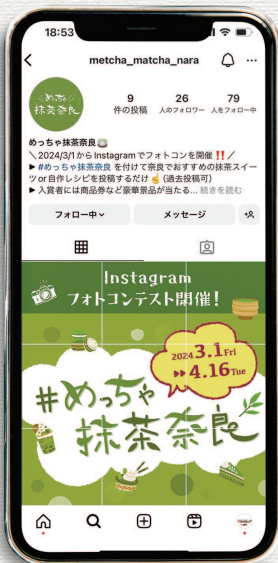 18:53
metcha_matcha_nara
めっちゃ
抹茶奈良
9
件の投稿
26
人のフォロワー
79
人をフォロー中
めっちゃ抹茶奈良🍵
＼2024/3/1からInstagramでフォトコンを開催‼️／
▶#めっちゃ抹茶奈良 を付けて奈良でおすすめの抹茶スイー
ツor自作レシピを投稿するだけ☝️(過去投稿可)
▶入賞者には商品券など豪華景品が当たる... 続きを読む
フォロー中
メッセージ
Instagram
フォトコンテスト開催！
2024 3.1 Fri
▶▶ 4.16 Tue
#めっちゃ
抹茶奈良